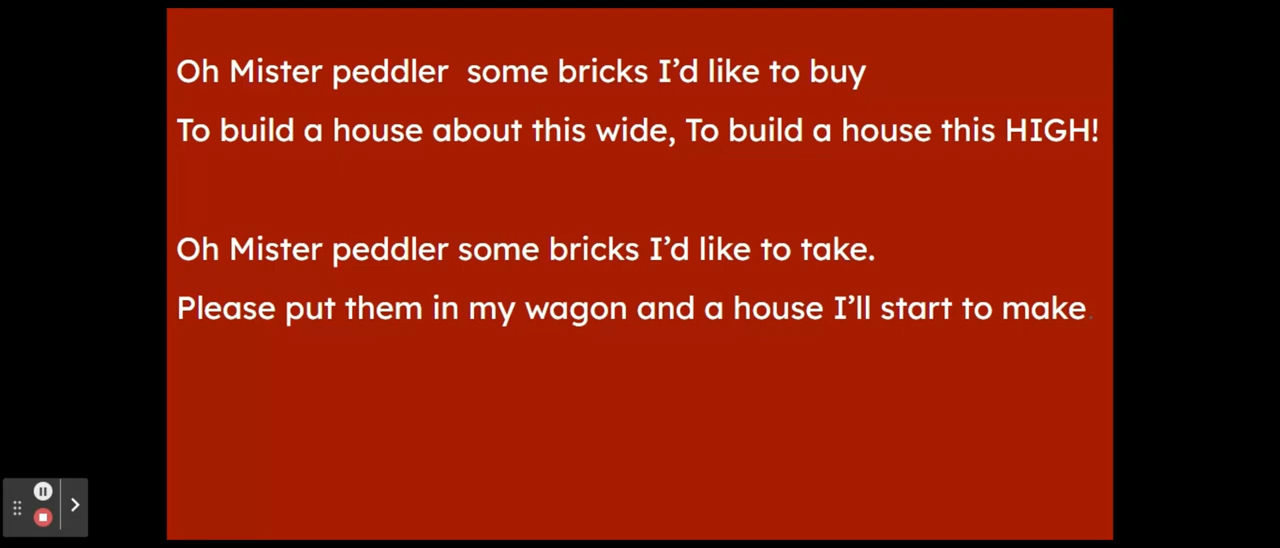 Oh Mister peddler  some bricks I'd like to buy
To build a house about this wide, To build a house this HIGH!
Oh Mister peddler some bricks I'd like to take.
Please put them in my wagon and a house I'll start to make.